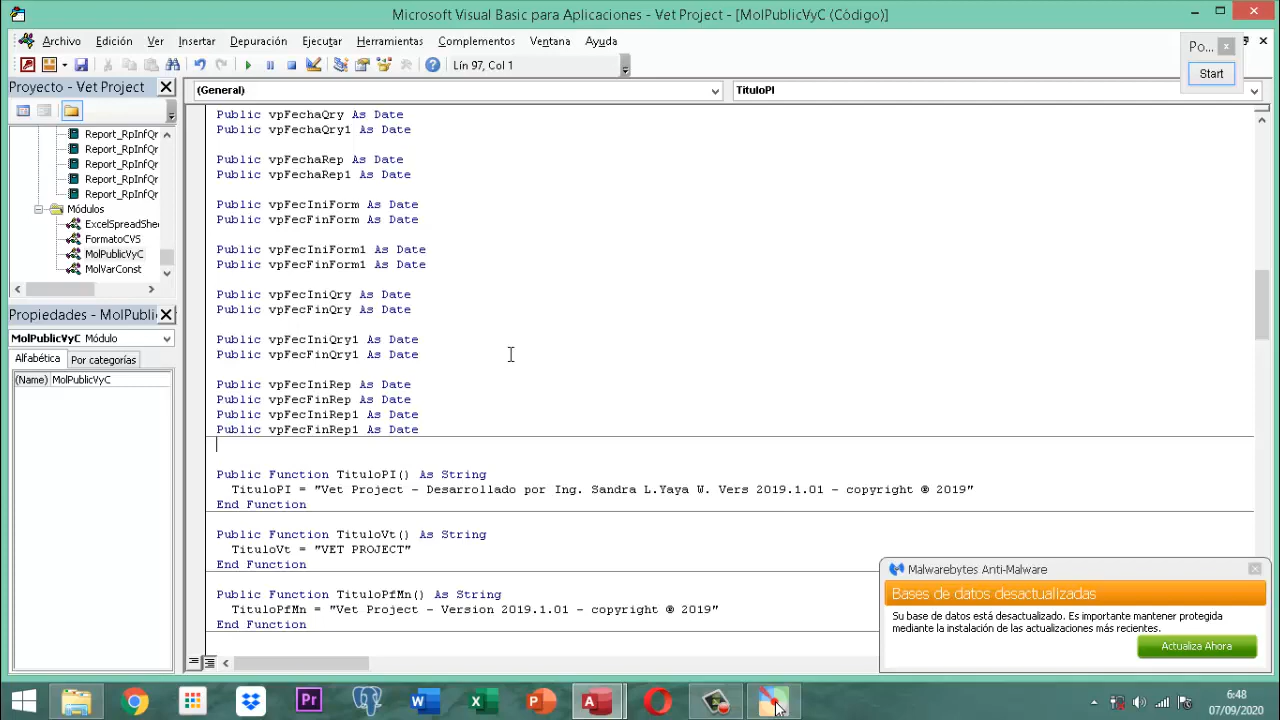 Microsoft Visual Basic para Aplicaciones - Vet Project - [MolPublicVyC (Código)]
Archivo Edición Ver Insertar Depuración Ejecutar Herramientas Complementos Ventana Ayuda
Po...
Start
Lín 97, Col 1
Proyecto - Vet Project
(General)
TituloPI
Report_RpInfQr
Report_RpInfQr
Report_RpInfQr
Report_RpInfQr
Report_RpInfQr
Módulos
ExcelSpreadShe
FormatoCVS
MolPublicVyC
MolVarConst
Propiedades - MolPubli
MolPublicVyC Módulo
Alfabética Por categorías
(Name) MolPublicVyC
Public vpFechaQry As Date
Public vpFechaQry1 As Date
Public vpFechaRep As Date
Public vpFechaRep1 As Date
Public vpFecIniForm As Date
Public vpFecFinForm As Date
Public vpFecIniForm1 As Date
Public vpFecFinForm1 As Date
Public vpFecIniQry As Date
Public vpFecFinQry As Date
Public vpFecIniQry1 As Date
Public vpFecFinQry1 As Date
Public vpFecIniRep As Date
Public vpFecFinRep As Date
Public vpFecIniRep1 As Date
Public vpFecFinRep1 As Date
Public Function TituloPI() As String
TituloPI = "Vet Project - Desarrollado por Ing. Sandra L.Yaya W. Vers 2019.1.01 - copyright ® 2019"
End Function
Public Function TituloVt() As String
TituloVt = "VET PROJECT"
End Function
Public Function TituloPfMn() As String
TituloPfMn = "Vet Project - Version 2019.1.01 - copyright ® 2019"
End Function
Malwarebytes Anti-Malware
Bases de datos desactualizadas
Su base de datos está desactualizado. Es importante mantener protegida
mediante la instalación de las actualizaciones más recientes.
Actualiza Ahora
Pr
6:48
07/09/2020